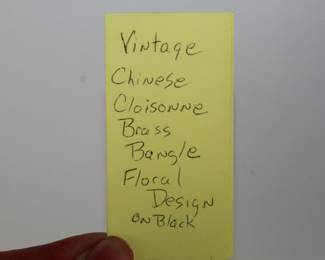 Vintage
Chinese
Cloisonne
Brass
Bangle
Floral
Design
on Black